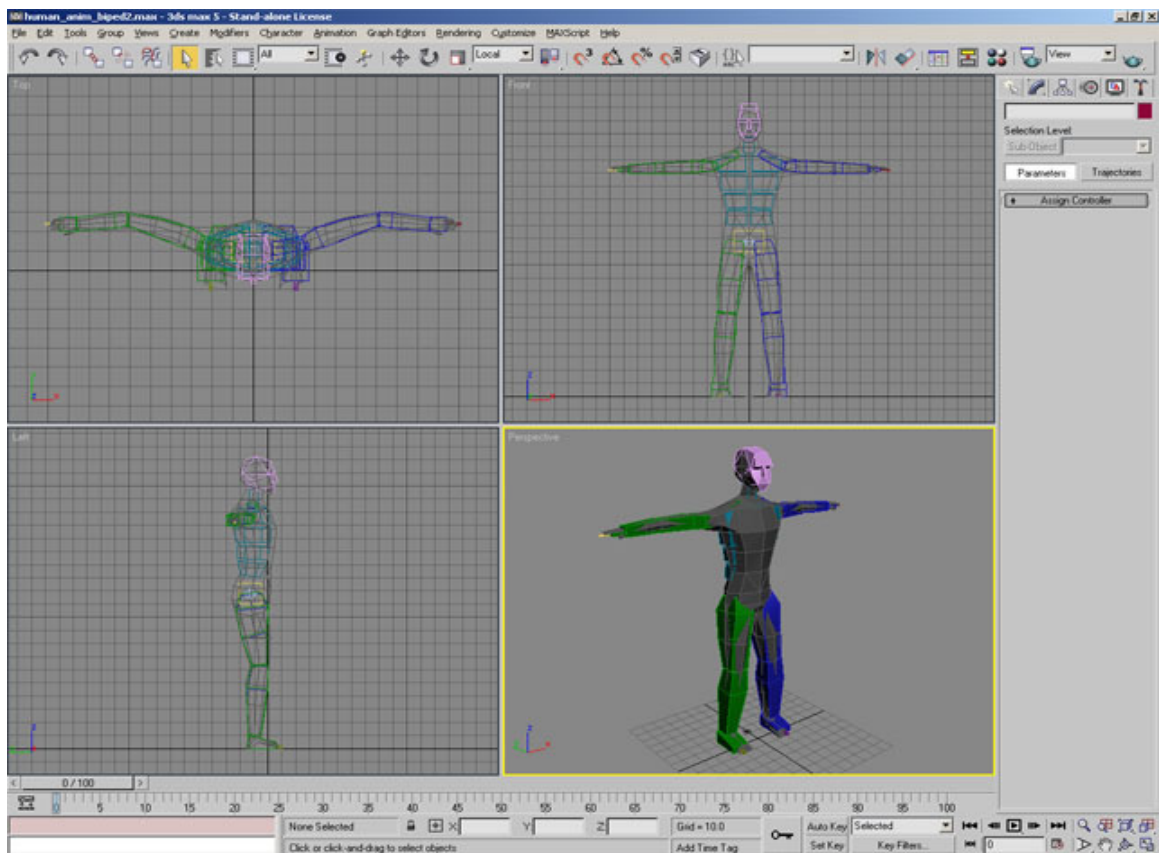 human_anim_biped2.max - 3ds max 5 - Stand-alone License
File Edit Tools Group Views Create Modifiers Character Animation Graph Editors Rendering Customize MAXScript Help
All Local View
Top
Front
Selection Level:
Sub-Object
Parameters Trajectories
+ Assign Controller
Left
Perspective
0 / 100
0 5 10 15 20 25 30 35 40 45 50 55 60 65 70 75 80 85 90 95 100
None Selected X: Y: Z: Grid = 10.0 Auto Key Selected
Click or click-and-drag to select objects Add Time Tag Set Key Key Filters... 0